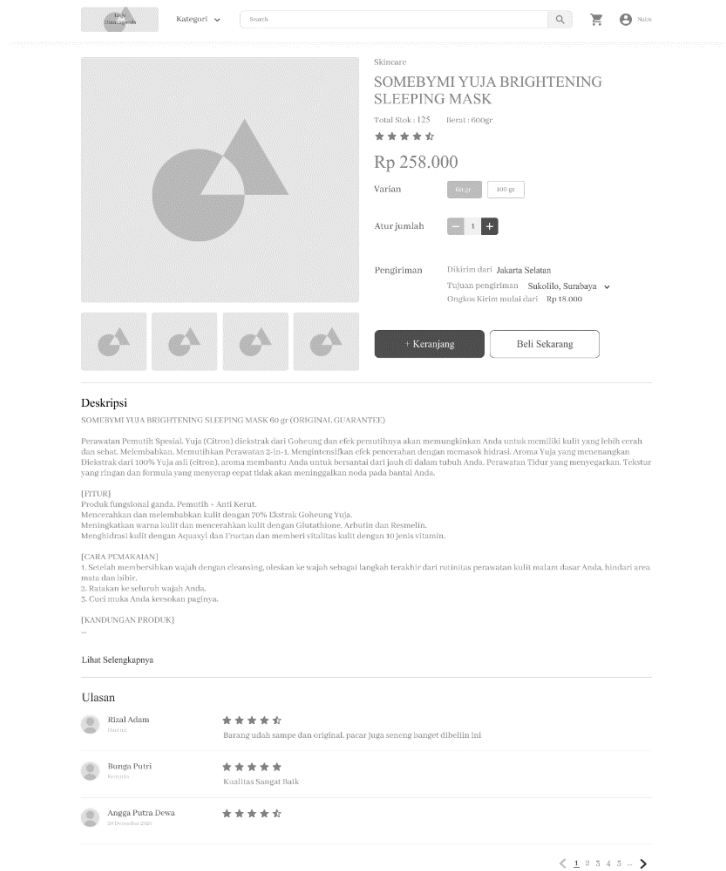 Kategori
Search
Skincare
SOMEBYMI YUJA BRIGHTENING
SLEEPING MASK
Total Stok : 125 Berat : 600gr
Rp 258.000
Varian 60 gr 100 gr
Atur jumlah − 1 +
Pengiriman Dikirim dari Jakarta Selatan
Tujuan pengiriman Sukolilo, Surabaya
Ongkos Kirim mulai dari Rp 18.000
+ Keranjang Beli Sekarang
Deskripsi
SOMEBYMI YUJA BRIGHTENING SLEEPING MASK 60 gr (ORIGINAL GUARANTEE)
Perawatan Pemutih Spesial. Yuja (Citron) diekstrak dari Goheung dan efek pemutihnya akan memungkinkan Anda untuk memiliki kulit yang lebih cerah
dan sehat. Melembabkan, Memutihkan Perawatan 2-in-1. Mengintensifkan efek pencerahan dengan memasok hidrasi. Aroma Yuja yang menenangkan
Diekstrak dari 100% Yuja asli (citron), aroma membantu Anda untuk bersantai dari jauh di dalam tubuh Anda. Perawatan Tidur yang menyegarkan. Tekstur
yang ringan dan formula yang menyerap cepat tidak akan meninggalkan noda pada bantal Anda.
[FITUR]
Produk fungsional ganda. Pemutih + Anti Kerut.
Mencerahkan dan melembabkan kulit dengan 70% Ekstrak Goheung Yuja.
Meningkatkan warna kulit dan mencerahkan kulit dengan Glutathione, Arbutin dan Resmelin.
Menghidrasi kulit dengan Aquaxyl dan Fructan dan memberi vitalitas kulit dengan 10 jenis vitamin.
[CARA PEMAKAIAN]
1. Setelah membersihkan wajah dengan cleansing, oleskan ke wajah sebagai langkah terakhir dari rutinitas perawatan kulit malam dasar Anda, hindari area
mata dan bibir.
2. Ratakan ke seluruh wajah Anda.
3. Cuci muka Anda keesokan paginya.
[KANDUNGAN PRODUK]
...
Lihat Selengkapnya
Ulasan
Rizal Adam
Barang udah sampe dan original, pacar juga seneng banget dibeliin ini
Bunga Putri
Kualitas Sangat Baik
Angga Putra Dewa
1 2 3 4 5 ...